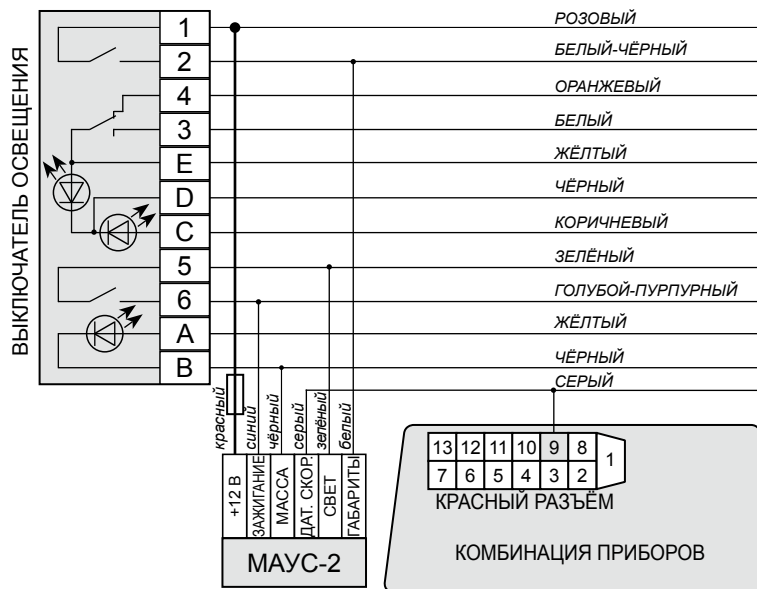 ВЫКЛЮЧАТЕЛЬ ОСВЕЩЕНИЯ
1
2
4
3
E
D
C
5
6
A
B
РОЗОВЫЙ
БЕЛЫЙ-ЧЁРНЫЙ
ОРАНЖЕВЫЙ
БЕЛЫЙ
ЖЁЛТЫЙ
ЧЁРНЫЙ
КОРИЧНЕВЫЙ
ЗЕЛЁНЫЙ
ГОЛУБОЙ-ПУРПУРНЫЙ
ЖЁЛТЫЙ
ЧЁРНЫЙ
СЕРЫЙ
красный
синий
чёрный
серый
зелёный
белый
+12 В
ЗАЖИГАНИЕ
МАССА
ДАТ. СКОР.
СВЕТ
ГАБАРИТЫ
МАУС-2
13 12 11 10 9 8
1
7 6 5 4 3 2
КРАСНЫЙ РАЗЪЁМ
КОМБИНАЦИЯ ПРИБОРОВ